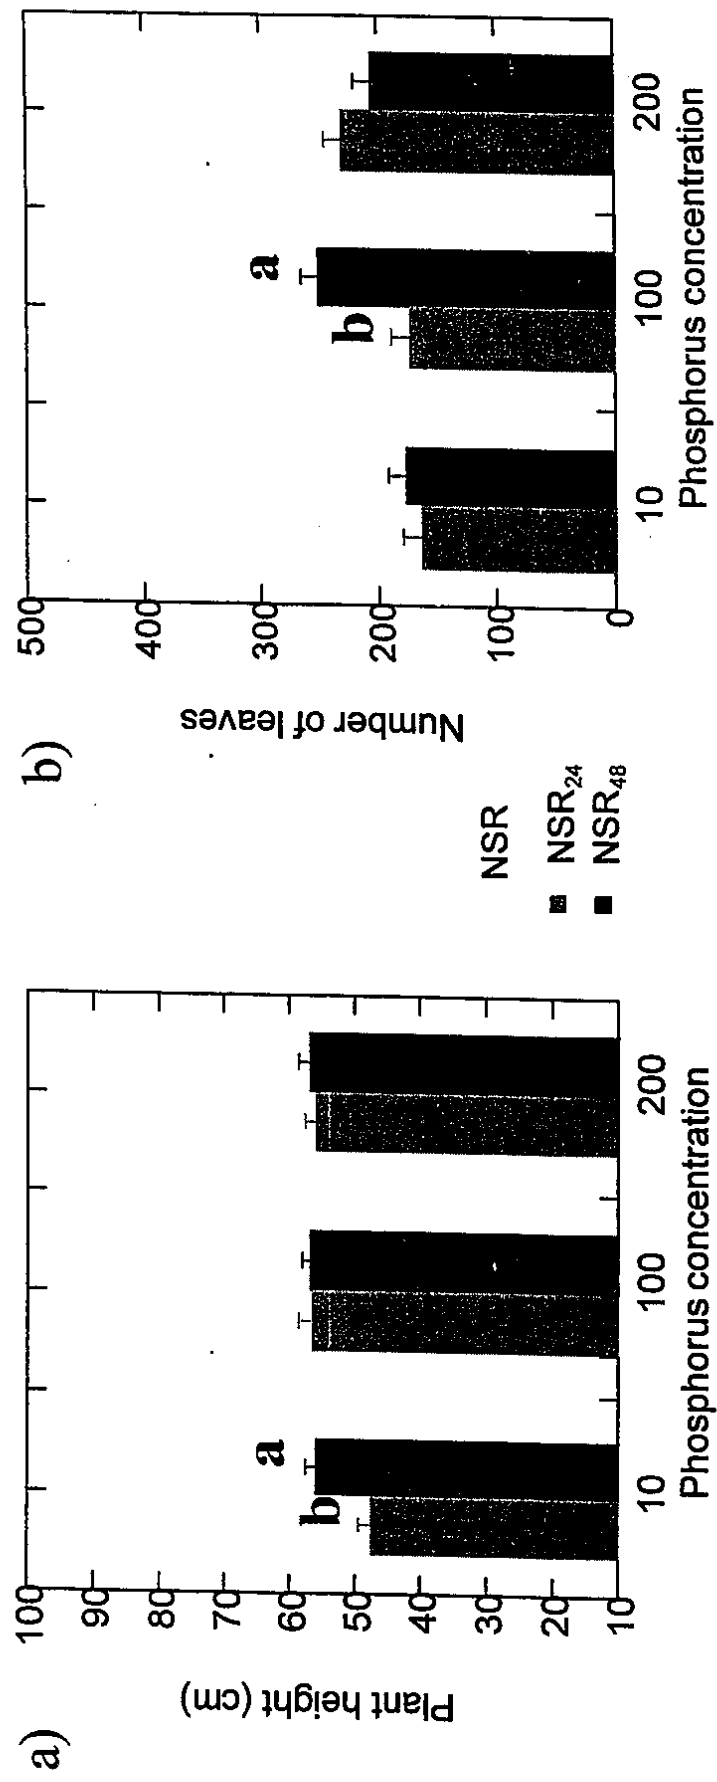 a)
Plant height (cm)
100
90
80
70
60
50
40
30
20
10
b
a
10
100
200
Phosphorus concentration
NSR
NSR₂₄
NSR₄₈
b)
Number of leaves
500
400
300
200
100
0
b
a
10
100
200
Phosphorus concentration